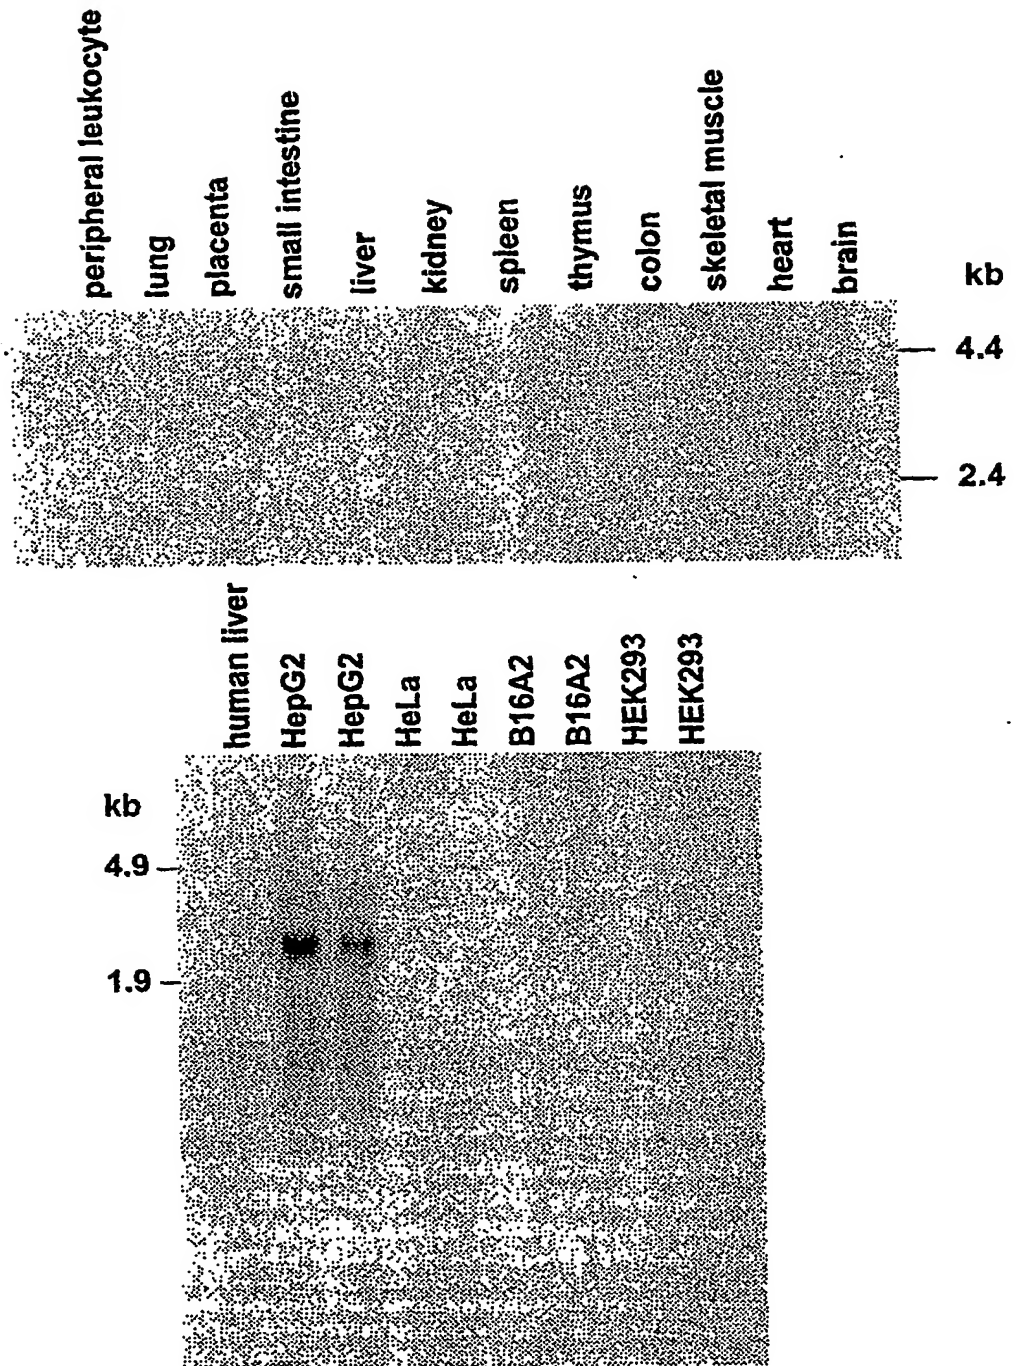 peripheral leukocyte
lung
placenta
small intestine
liver
kidney
spleen
thymus
colon
skeletal muscle
heart
brain
kb
4.4
2.4
human liver
HepG2
HepG2
HeLa
HeLa
B16A2
B16A2
HEK293
HEK293
kb
4.9
1.9